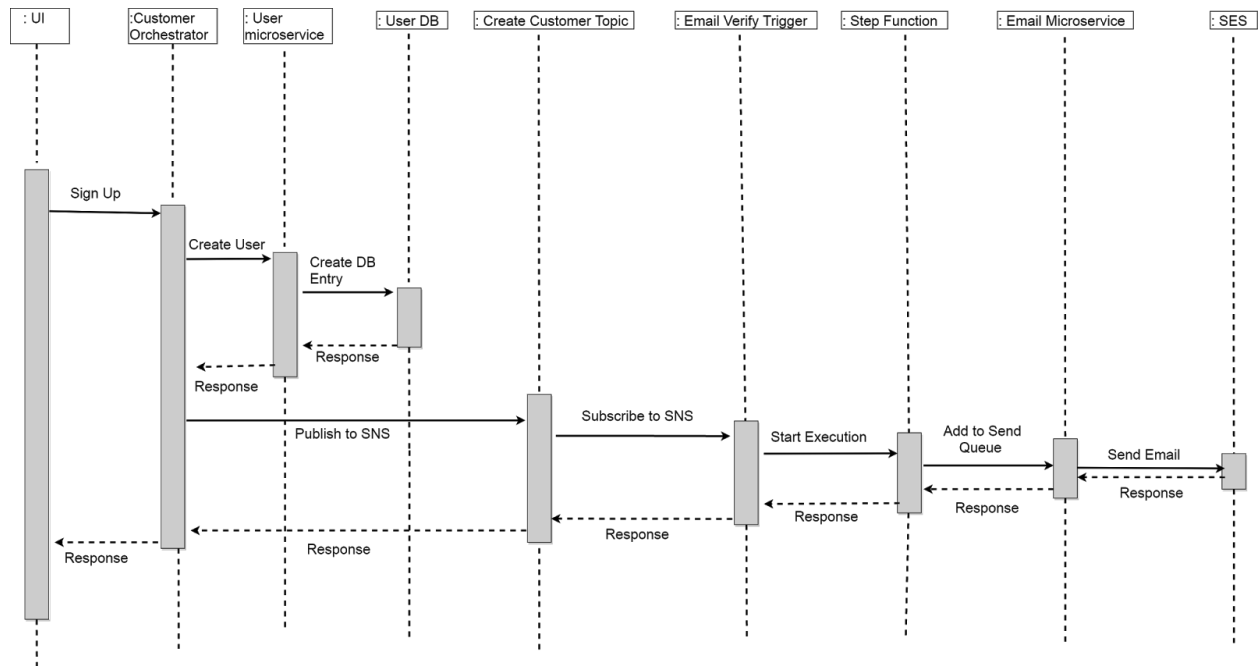 : UI
:Customer
Orchestrator
: User
microservice
: User DB
: Create Customer Topic
: Email Verify Trigger
: Step Function
: Email Microservice
: SES
Sign Up
Create User
Create DB
Entry
Response
Response
Publish to SNS
Subscribe to SNS
Start Execution
Add to Send
Queue
Send Email
Response
Response
Response
Response
Response
Response